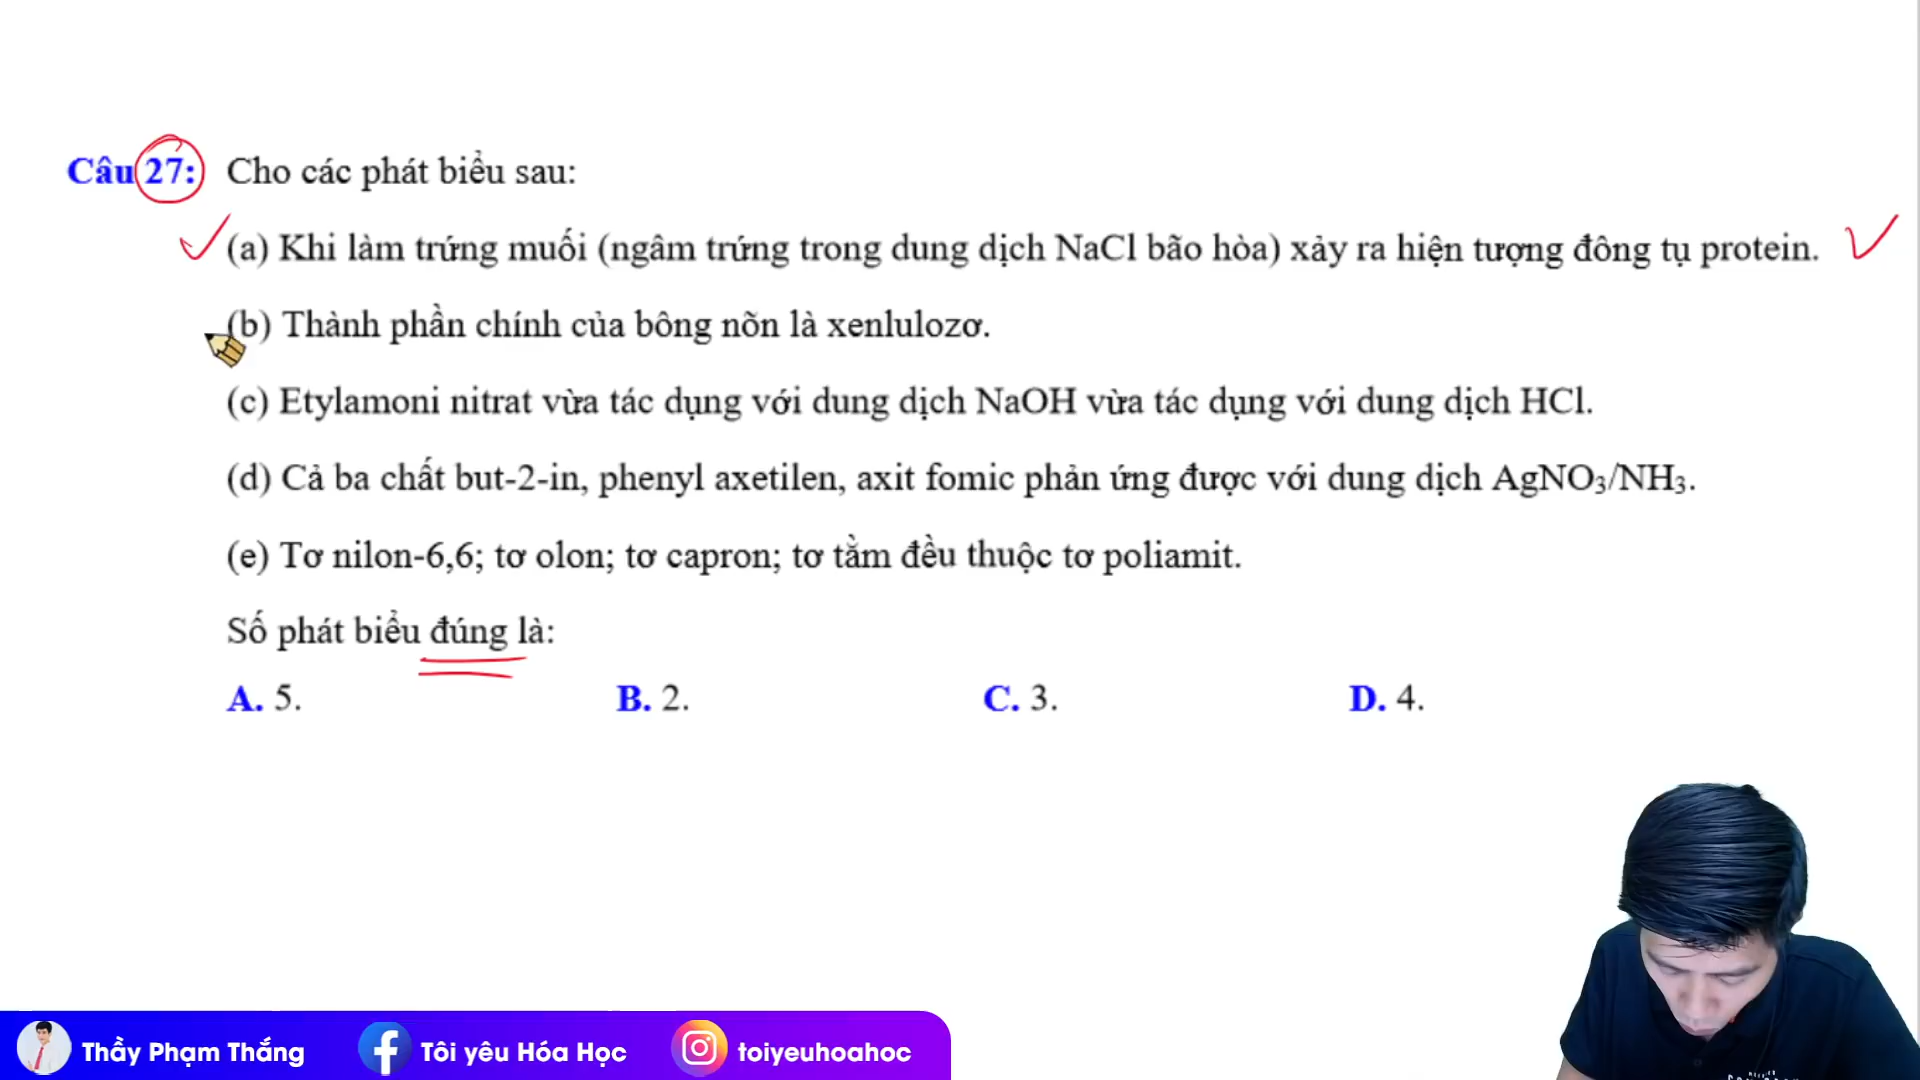 Câu 27: Cho các phát biểu sau:
(a) Khi làm trứng muối (ngâm trứng trong dung dịch NaCl bão hòa) xảy ra hiện tượng đông tụ protein.
(b) Thành phần chính của bông nõn là xenlulozơ.
(c) Etylamoni nitrat vừa tác dụng với dung dịch NaOH vừa tác dụng với dung dịch HCl.
(d) Cả ba chất but-2-in, phenyl axetilen, axit fomic phản ứng được với dung dịch AgNO₃/NH₃.
(e) Tơ nilon-6,6; tơ olon; tơ capron; tơ tằm đều thuộc tơ poliamit.
Số phát biểu đúng là:
A. 5. B. 2. C. 3. D. 4.
Thầy Phạm Thắng Tôi yêu Hóa Học toiyeuhoahoc